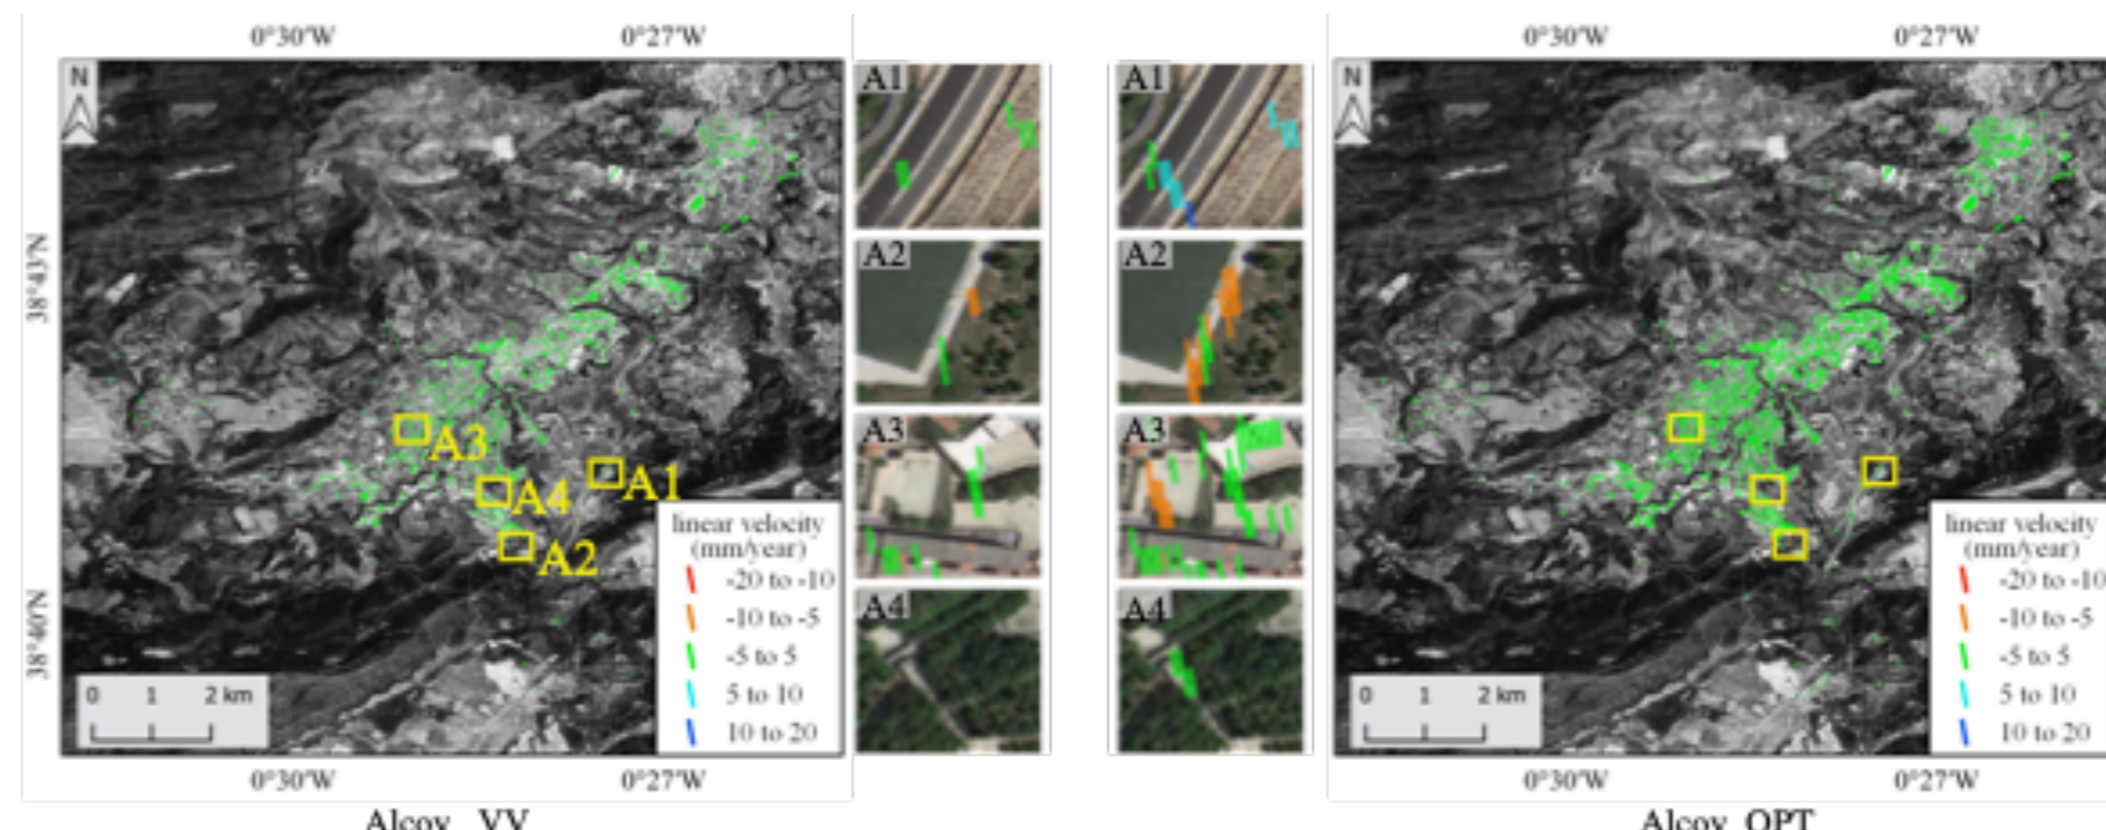 0°30'W 0°27'W
N
38°43'N
38°40'N
A3
A4
A1
A2
linear velocity
(mm/year)
-20 to -10
-10 to -5
-5 to 5
5 to 10
10 to 20
0 1 2 km
0°30'W 0°27'W
Alcoy VV
A1
A2
A3
A4
A1
A2
A3
A4
0°30'W 0°27'W
N
linear velocity
(mm/year)
-20 to -10
-10 to -5
-5 to 5
5 to 10
10 to 20
0 1 2 km
0°30'W 0°27'W
Alcoy OPT